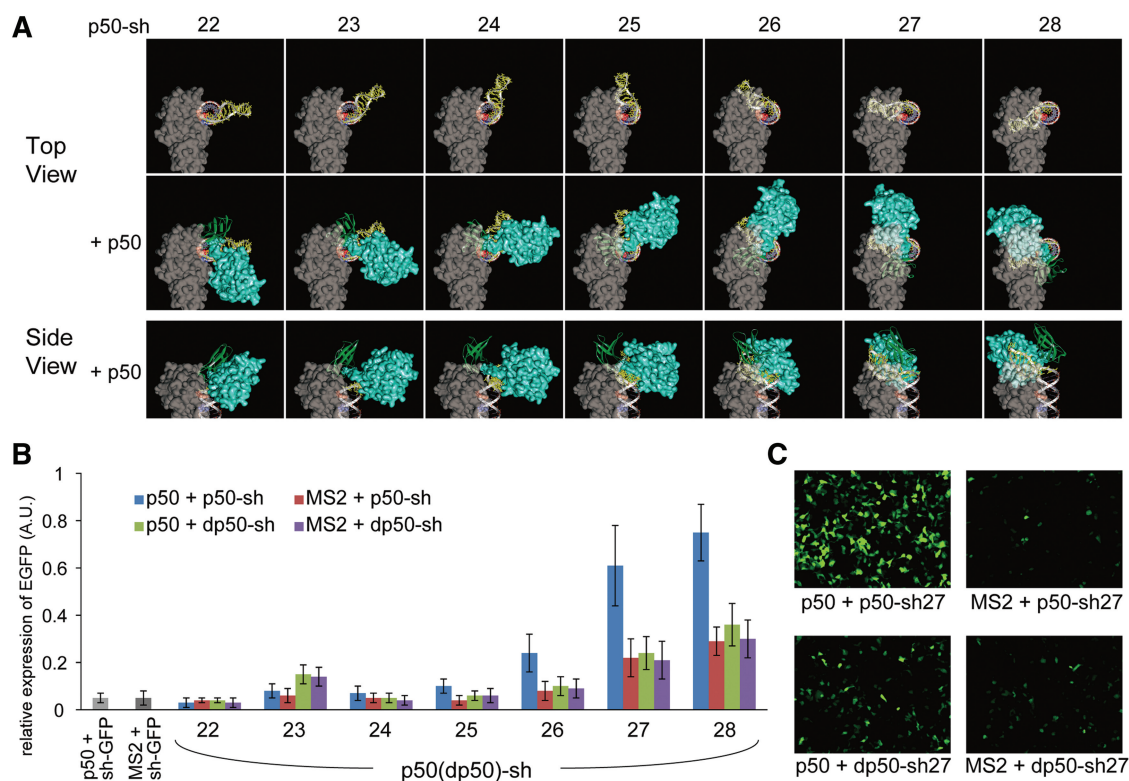 A
p50-sh 22 23 24 25 26 27 28
Top
View
+ p50
Side
View
+ p50
B
relative expression of EGFP (A.U.)
1
0.8
0.6
0.4
0.2
0
p50 + p50-sh MS2 + p50-sh
p50 + dp50-sh MS2 + dp50-sh
p50 +
sh-GFP
MS2 +
sh-GFP
22 23 24 25 26 27 28
p50(dp50)-sh
C
p50 + p50-sh27 MS2 + p50-sh27
p50 + dp50-sh27 MS2 + dp50-sh27